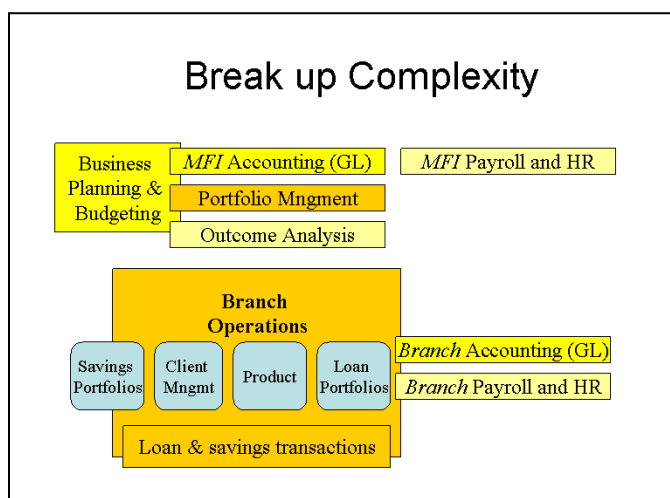 Break up Complexity
Business
Planning &
Budgeting
MFI Accounting (GL)
MFI Payroll and HR
Portfolio Mngment
Outcome Analysis
Branch
Operations
Savings
Portfolios
Client
Mngmt
Product
Loan
Portfolios
Branch Accounting (GL)
Branch Payroll and HR
Loan & savings transactions